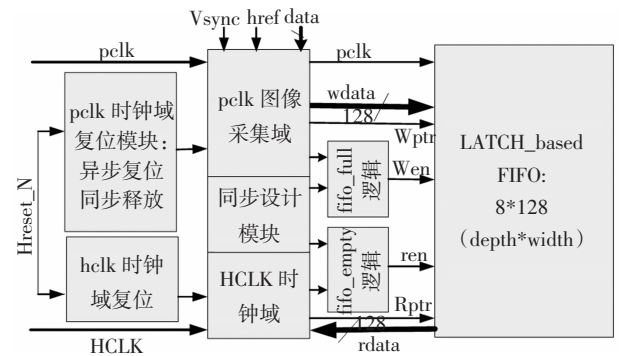 Vsync href data
pclk
pclk
pclk 时钟域
复位模块：
异步复位
同步释放
pclk 图像
采集域
wdata
128
Wptr
LATCH_based
FIFO:
8*128
（depth*width）
Hreset_N
fifo_full
逻辑
Wen
同步设计
模块
hclk 时钟
域复位
fifo_empty
逻辑
ren
HCLK 时
钟域
Rptr
128
rdata
HCLK